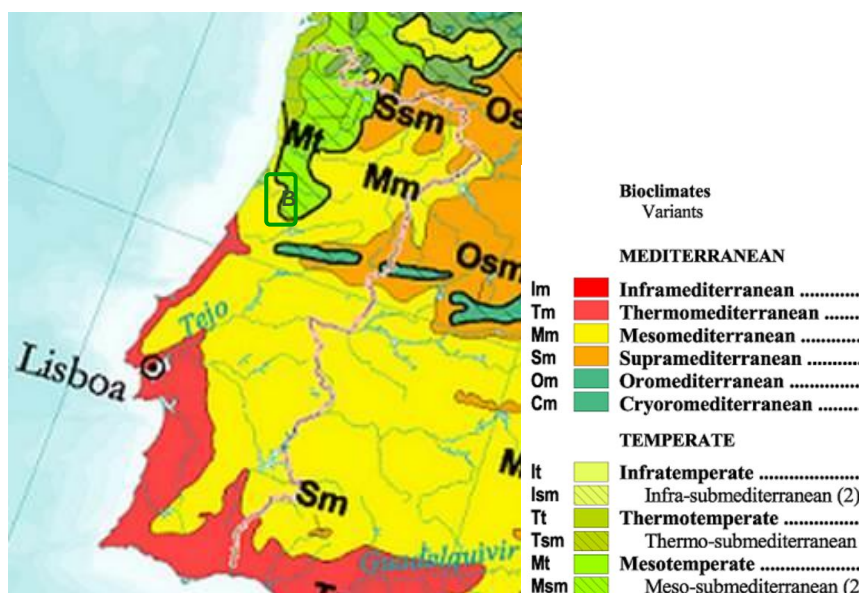 Os
Ssm
Mt
Mm
B
Osm
Tejo
Lisboa
Sm
Guadalquivir
Bioclimates
Variants
MEDITERRANEAN
Im Inframediterranean ............
Tm Thermomediterranean ............
Mm Mesomediterranean ............
Sm Supramediterranean ............
Om Oromediterranean ............
Cm Cryoromediterranean ........
TEMPERATE
It Infratemperate ............
Ism Infra-submediterranean (2)
Tt Thermotemperate ............
Tsm Thermo-submediterranean
Mt Mesotemperate ............
Msm Meso-submediterranean (2